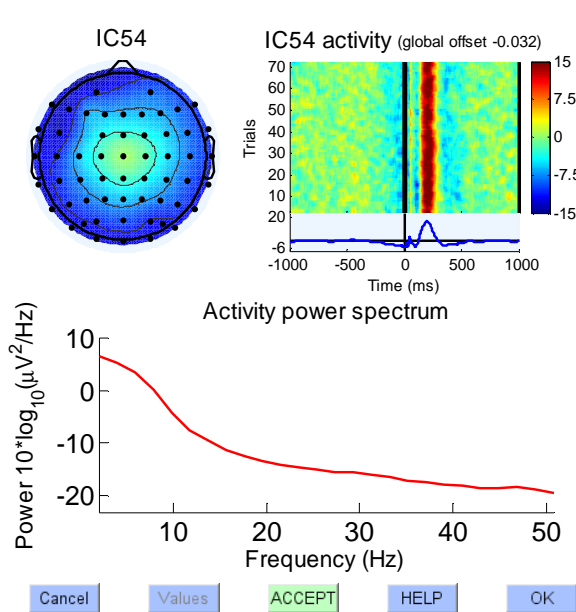 IC54
IC54 activity (global offset -0.032)
Trials
70
60
50
40
30
20
10
20
-6
-1000 -500 0 500 1000
Time (ms)
15
7.5
0
-7.5
-15
Activity power spectrum
Power 10*log10(μV2/Hz)
10
0
-10
-20
10 20 30 40 50
Frequency (Hz)
Cancel Values ACCEPT HELP OK